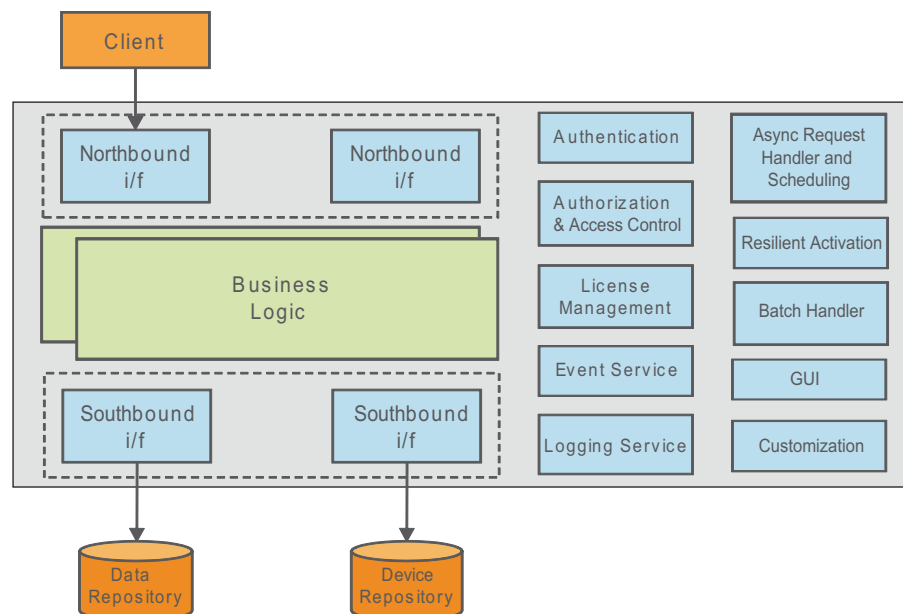 Client
Northbound
i/f
Northbound
i/f
Business
Logic
Southbound
i/f
Southbound
i/f
Data
Repository
Device
Repository
Authentication
Authorization
& Access Control
License
Management
Event Service
Logging Service
Async Request
Handler and
Scheduling
Resilient Activation
Batch Handler
GUI
Customization